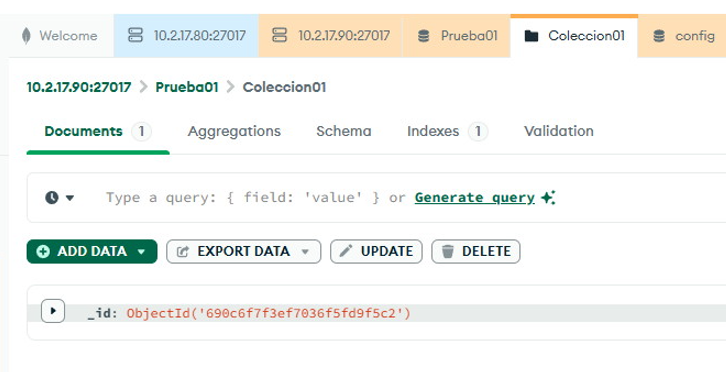 Welcome 10.2.17.80:27017 10.2.17.90:27017 Prueba01 Coleccion01 config
10.2.17.90:27017 > Prueba01 > Coleccion01
Documents 1 Aggregations Schema Indexes 1 Validation
Type a query: { field: 'value' } or Generate query
ADD DATA EXPORT DATA UPDATE DELETE
_id: ObjectId('690c6f7f3ef7036f5fd9f5c2')